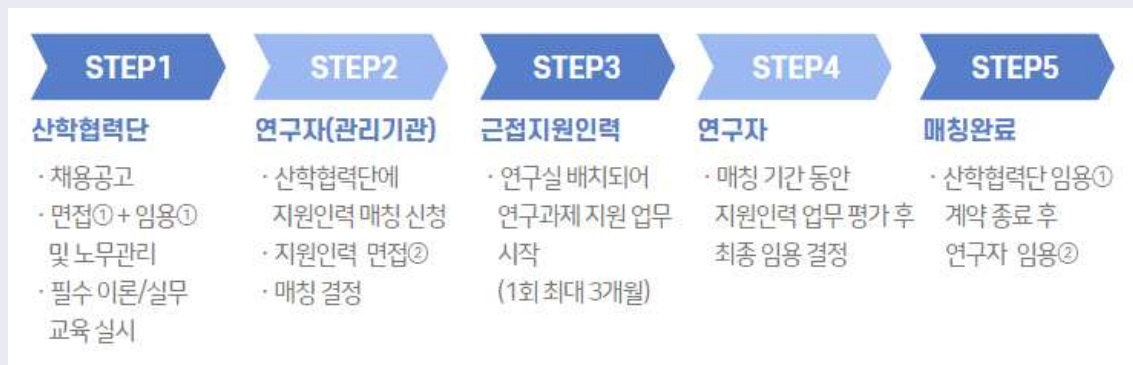 STEP1
산학협력단
· 채용공고
· 면접① + 임용①
및 노무관리
· 필수 이론/실무
교육 실시
STEP2
연구자(관리기관)
· 산학협력단에
지원인력 매칭 신청
· 지원인력 면접②
· 매칭 결정
STEP3
근접지원인력
· 연구실 배치되어
연구과제 지원 업무
시작
(1회 최대 3개월)
STEP4
연구자
· 매칭 기간 동안
지원인력 업무 평가 후
최종 임용 결정
STEP5
매칭완료
· 산학협력단 임용①
계약 종료 후
연구자 임용②